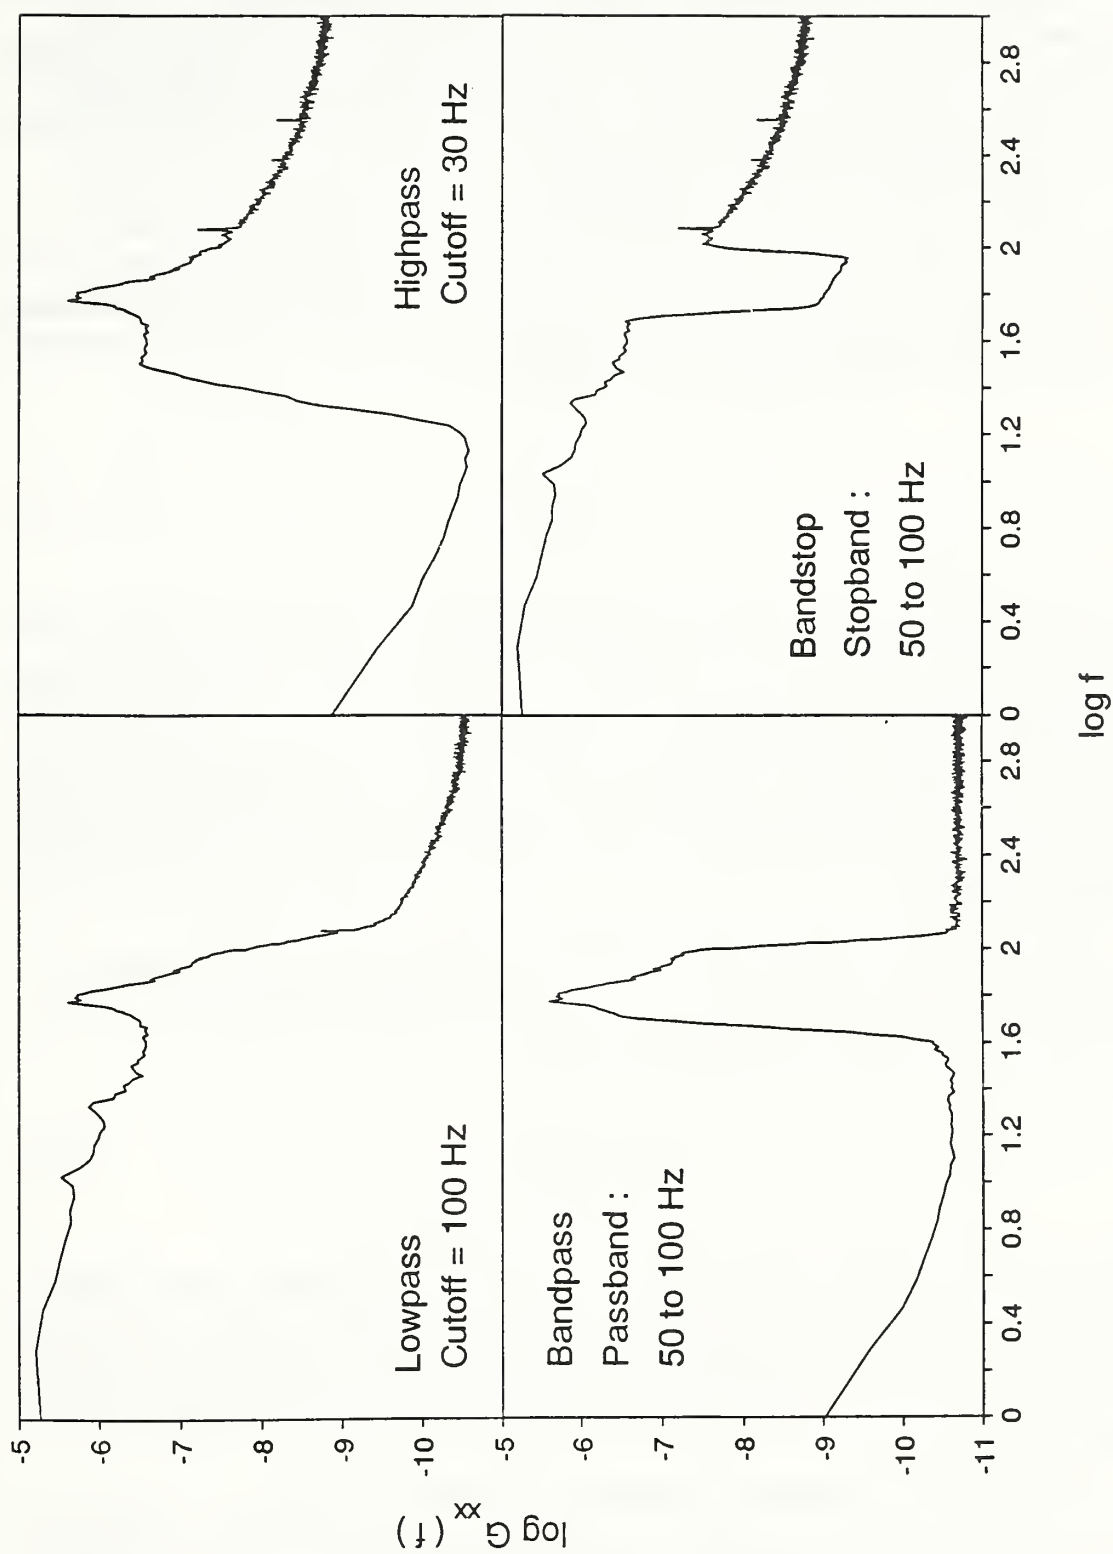 log G xx ( f )
-5
-6
-7
-8
-9
-10
Lowpass
Cutoff = 100 Hz
Highpass
Cutoff = 30 Hz
-5
-6
-7
-8
-9
-10
-11
Bandpass
Passband :
50 to 100 Hz
Bandstop
Stopband :
50 to 100 Hz
0 0.4 0.8 1.2 1.6 2 2.4 2.8
0 0.4 0.8 1.2 1.6 2 2.4 2.8
log f